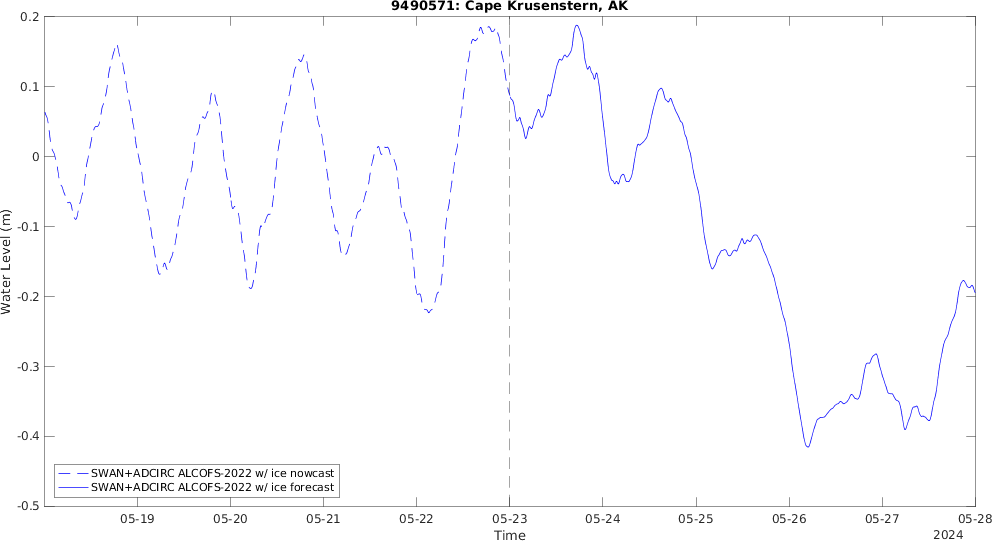 9490571: Cape Krusenstern, AK
0.2
0.1
0
-0.1
-0.2
-0.3
-0.4
-0.5
Water Level (m)
SWAN+ADCIRC ALCOFS-2022 w/ ice nowcast
SWAN+ADCIRC ALCOFS-2022 w/ ice forecast
05-19 05-20 05-21 05-22 05-23 05-24 05-25 05-26 05-27 05-28
Time
2024